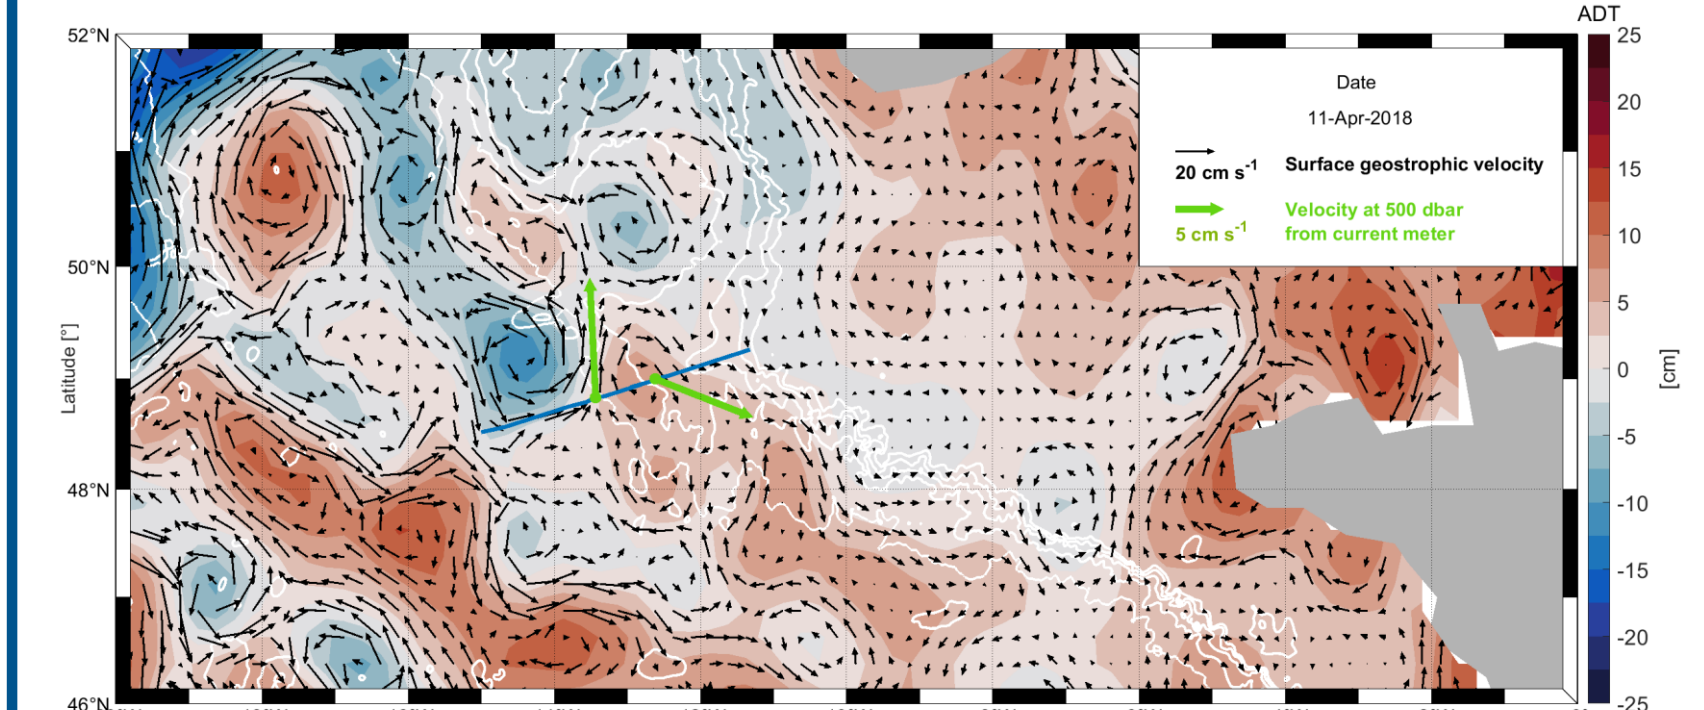 ADT
52°N
25
Date
11-Apr-2018
20
20 cm s-1 Surface geostrophic velocity
15
5 cm s-1 Velocity at 500 dbar
from current meter
10
50°N
5
Latitude [°]
0
[cm]
-5
48°N
-10
-15
-20
46°N
-25